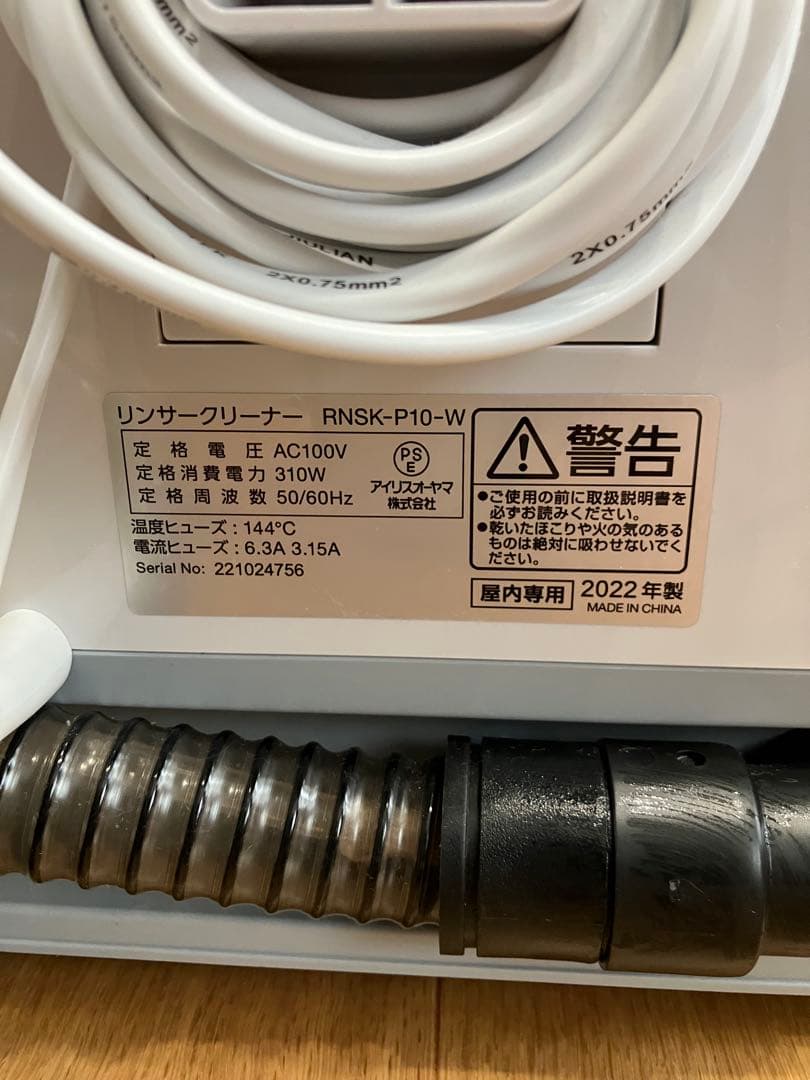 mm2
2X0.75mm2
2X0.75mm2
リンサークリーナー RNSK-P10-W
定格電圧 AC100V
定格消費電力 310W
定格周波数 50/60Hz
PS
E
アイリスオーヤマ
株式会社
温度ヒューズ：144°C
電流ヒューズ：6.3A 3.15A
Serial No: 221024756
警告
●ご使用の前に取扱説明書を
必ずお読みください。
●乾いたほこりや火の気のある
ものは絶対に吸わせないでく
ださい。
屋内専用 2022年製
MADE IN CHINA